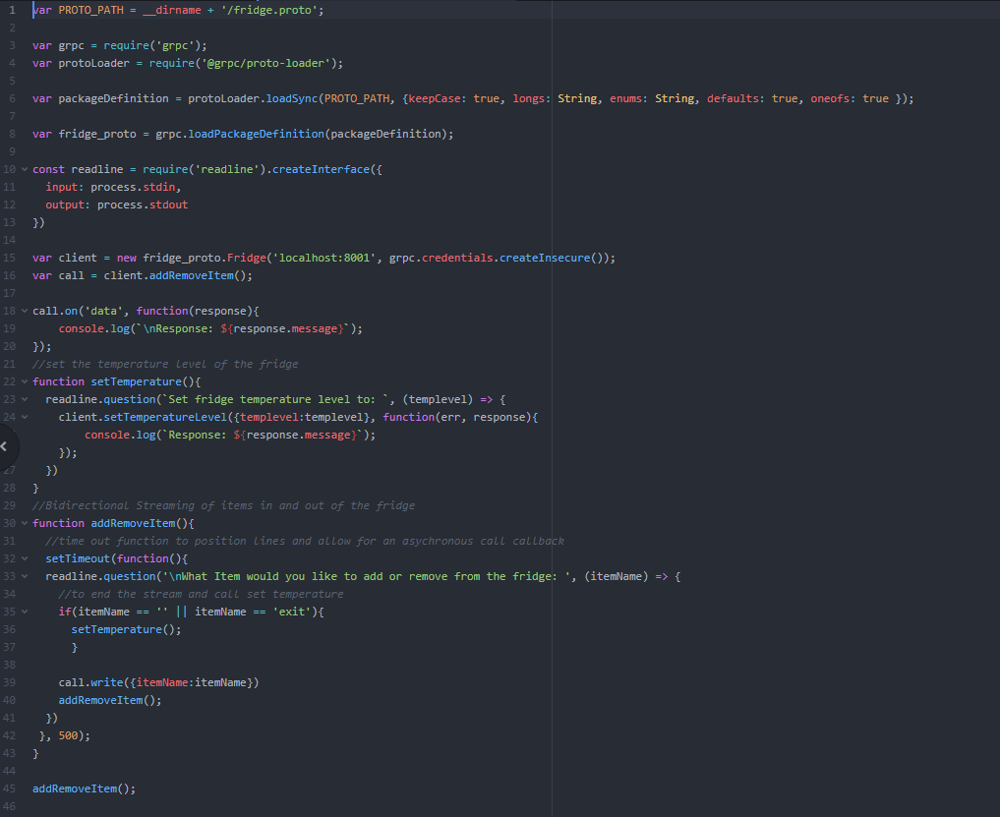 1 var PROTO_PATH = __dirname + '/fridge.proto';
2
3 var grpc = require('grpc');
4 var protoLoader = require('@grpc/proto-loader');
5
6 var packageDefinition = protoLoader.loadSync(PROTO_PATH, {keepCase: true, longs: String, enums: String, defaults: true, oneofs: true });
7
8 var fridge_proto = grpc.loadPackageDefinition(packageDefinition);
9
10 const readline = require('readline').createInterface({
11   input: process.stdin,
12   output: process.stdout
13 })
14
15 var client = new fridge_proto.Fridge('localhost:8001', grpc.credentials.createInsecure());
16 var call = client.addRemoveItem();
17
18 call.on('data', function(response){
19     console.log(`\nResponse: ${response.message}`);
20 });
21 //set the temperature level of the fridge
22 function setTemperature(){
23   readline.question(`Set fridge temperature level to: `, (templevel) => {
24     client.setTemperatureLevel({templevel:templevel}, function(err, response){
        console.log(`Response: ${response.message}`);
    });
27   })
28 }
29 //Bidirectional Streaming of items in and out of the fridge
30 function addRemoveItem(){
31   //time out function to position lines and allow for an asychronous call callback
32   setTimeout(function(){
33   readline.question('\nWhat Item would you like to add or remove from the fridge: ', (itemName) => {
34     //to end the stream and call set temperature
35     if(itemName == '' || itemName == 'exit'){
36       setTemperature();
37       }
38
39     call.write({itemName:itemName})
40     addRemoveItem();
41   })
42  }, 500);
43 }
44
45 addRemoveItem();
46